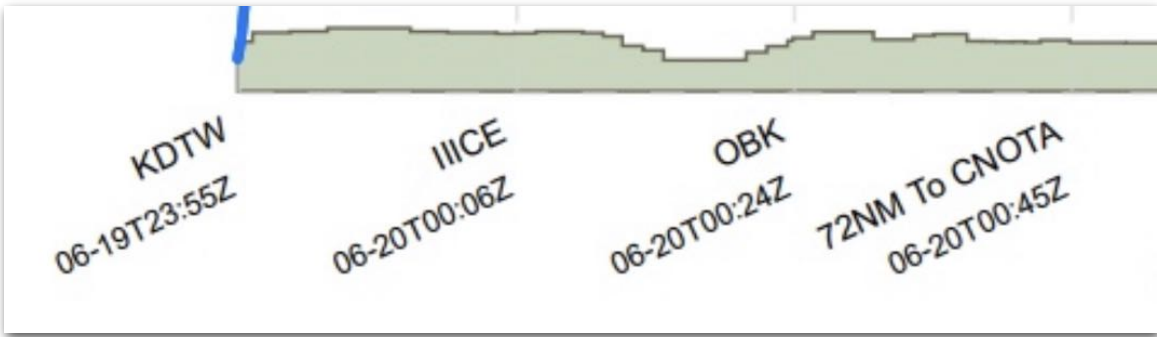 KDTW
06-19T23:55Z
IIICE
06-20T00:06Z
OBK
06-20T00:24Z
72NM To CNOTA
06-20T00:45Z